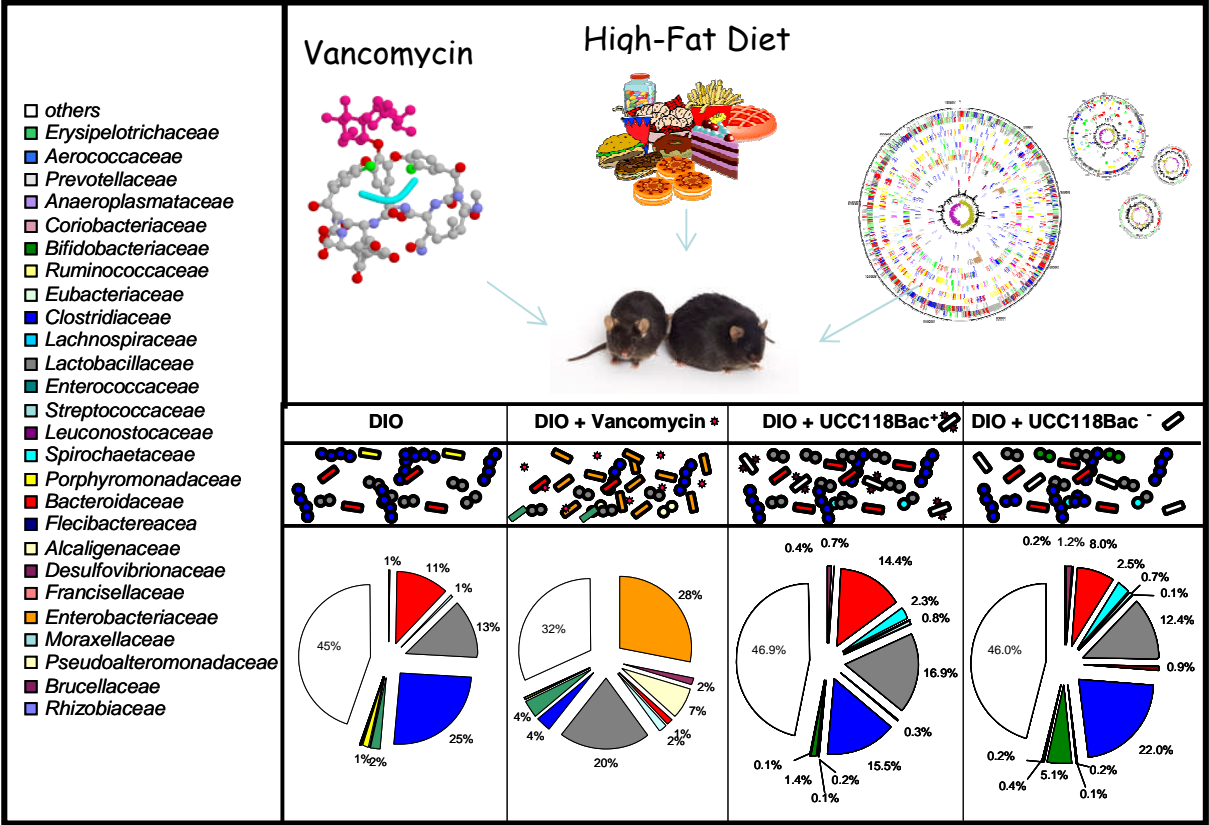 Vancomycin
High-Fat Diet
others
Erysipelotrichaceae
Aerococcaceae
Prevotellaceae
Anaeroplasmataceae
Coriobacteriaceae
Bifidobacteriaceae
Ruminococcaceae
Eubacteriaceae
Clostridiaceae
Lachnospiraceae
Lactobacillaceae
Enterococcaceae
Streptococcaceae
Leuconostocaceae
Spirochaetaceae
Porphyromonadaceae
Bacteroidaceae
Flecibactereacea
Alcaligenaceae
Desulfovibrionaceae
Francisellaceae
Enterobacteriaceae
Moraxellaceae
Pseudoalteromonadaceae
Brucellaceae
Rhizobiaceae
DIO
DIO + Vancomycin
DIO + UCC118Bac+
DIO + UCC118Bac -
1%
11%
1%
13%
45%
25%
1%
2%
28%
32%
2%
7%
1%
2%
4%
4%
20%
0.4%
0.7%
14.4%
2.3%
0.8%
46.9%
16.9%
0.3%
15.5%
0.1%
1.4%
0.2%
0.1%
0.2%
1.2%
8.0%
2.5%
0.7%
0.1%
12.4%
46.0%
0.9%
22.0%
0.2%
0.4%
5.1%
0.2%
0.1%